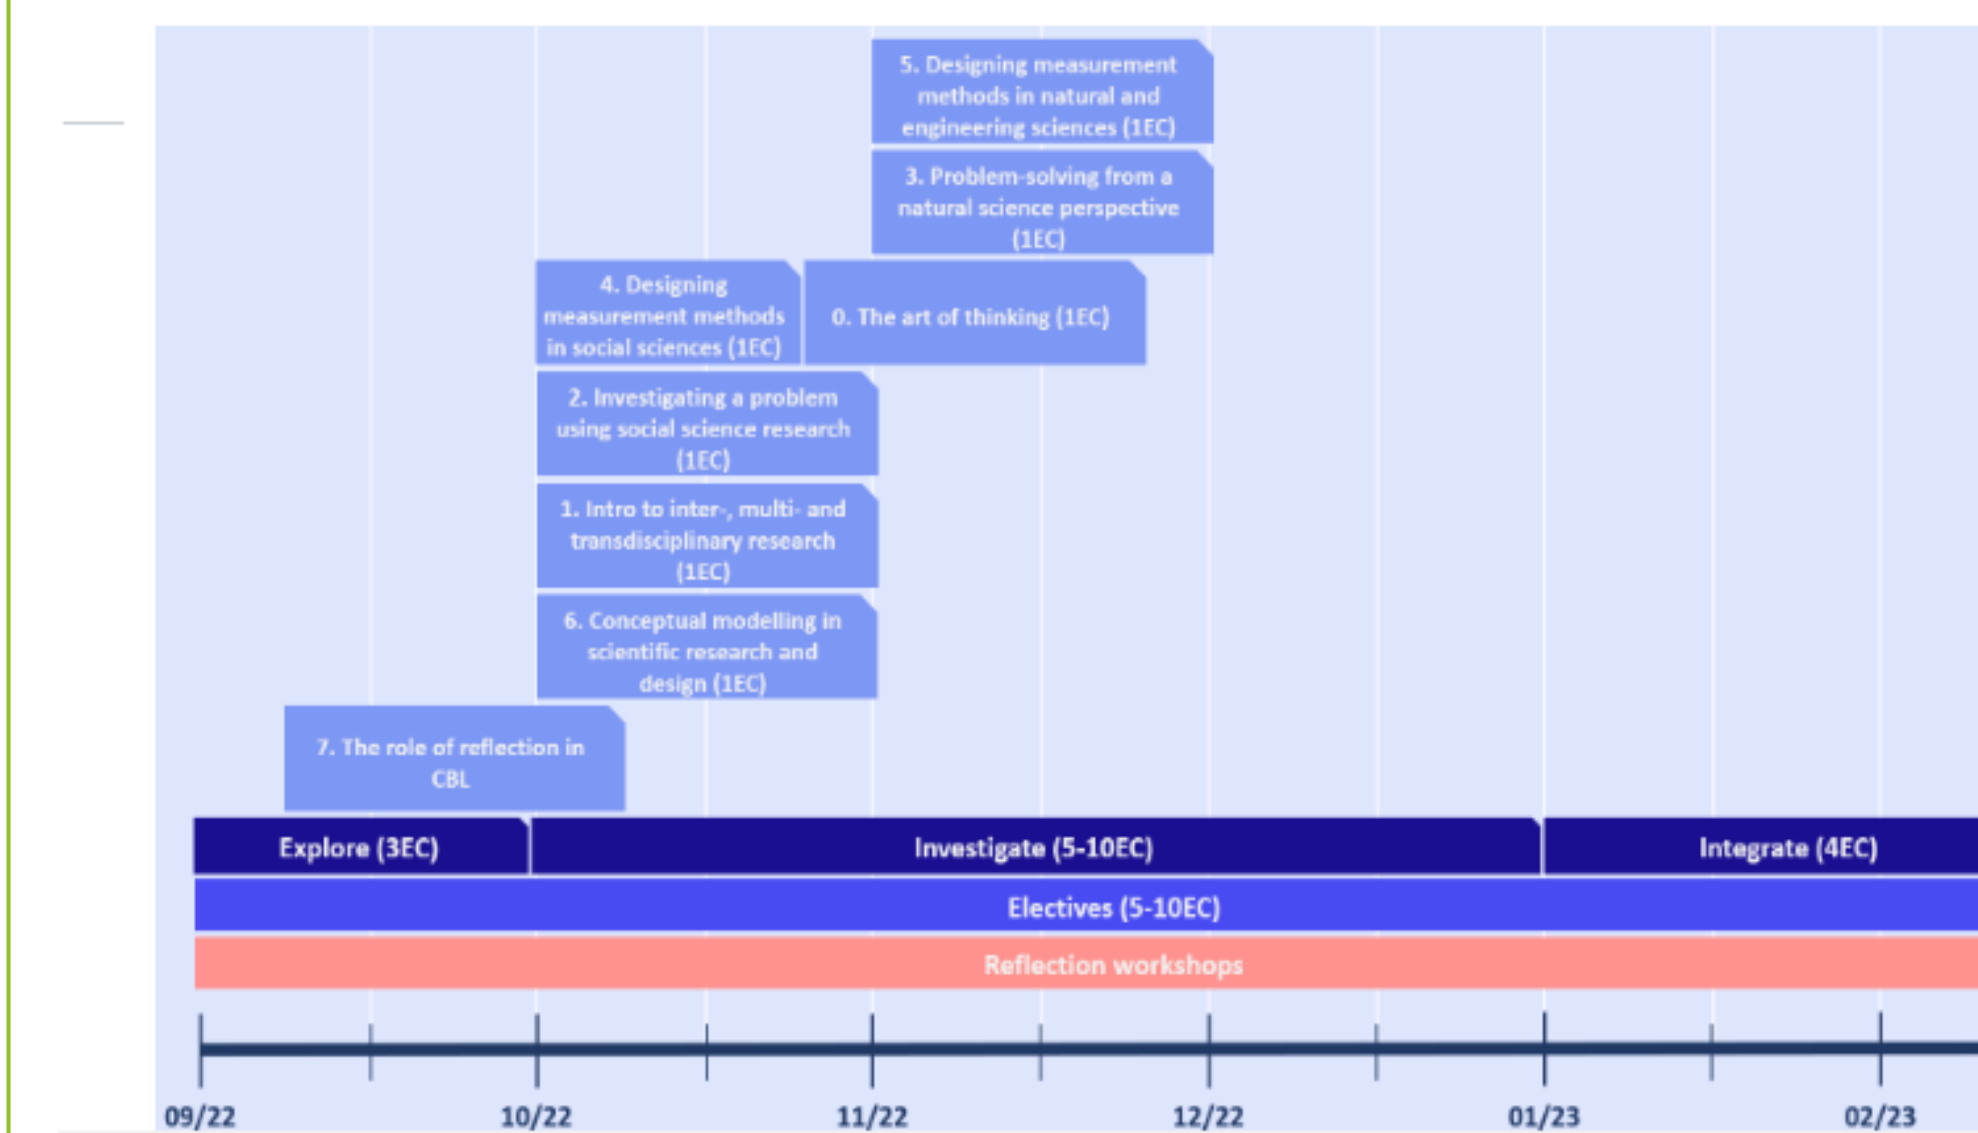 5. Designing measurement
methods in natural and
engineering sciences (1EC)
3. Problem-solving from a
natural science perspective
(1EC)
4. Designing
measurement methods
in social sciences (1EC)
0. The art of thinking (1EC)
2. Investigating a problem
using social science research
(1EC)
1. Intro to inter-, multi- and
transdisciplinary research
(1EC)
6. Conceptual modelling in
scientific research and
design (1EC)
7. The role of reflection in
CBL
Explore (3EC)
Investigate (5-10EC)
Integrate (4EC)
Electives (5-10EC)
Reflection workshops
09/22
10/22
11/22
12/22
01/23
02/23